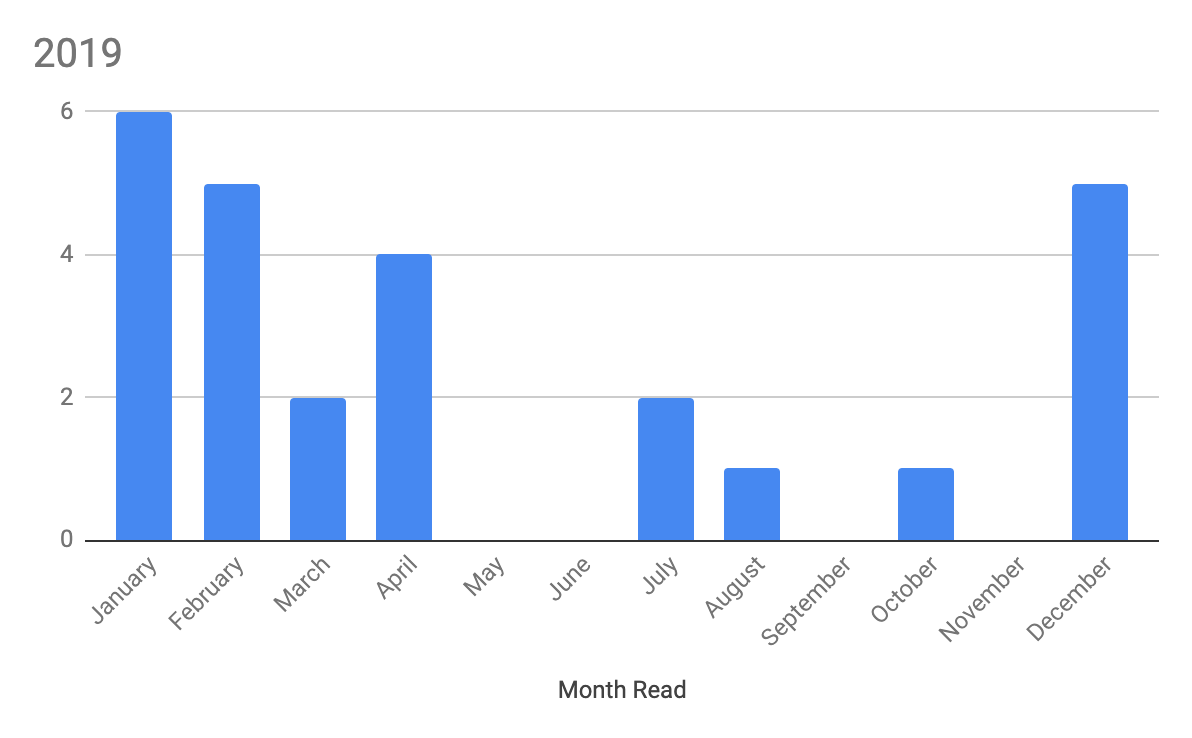 2019
6
4
2
0
January
February
March
April
May
June
July
August
September
October
November
December
Month Read